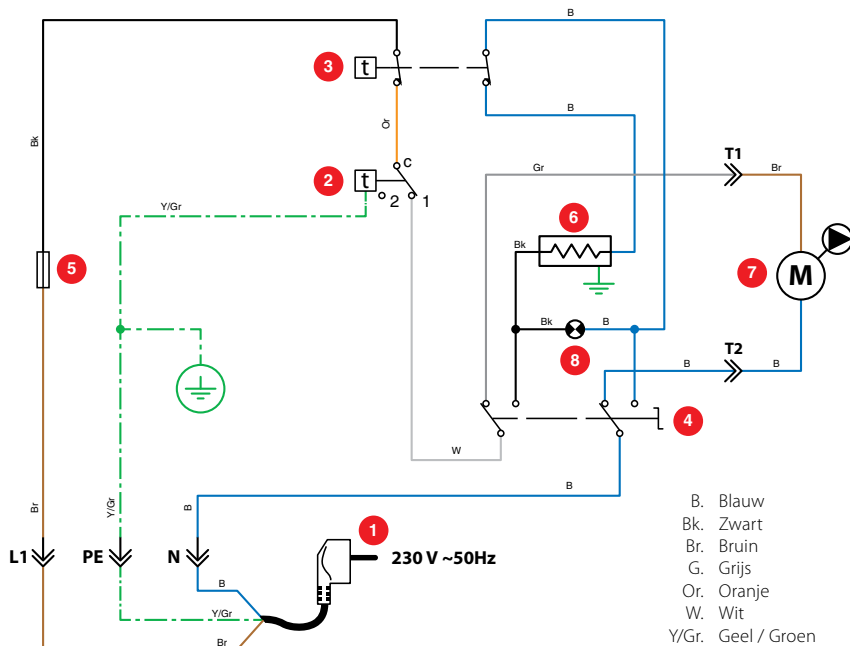 B
3
t
B
Or
Bk
C
T1
Gr
Br
2
t
2
1
Y/Gr
6
Bk
5
7
M
Bk
B
8
T2
B
B
4
W
B
Br
Y/Gr
B
1
L1
PE
N
230 V ~50Hz
B
Y/Gr
Br
B. Blauw
Bk. Zwart
Br. Bruin
G. Grijs
Or. Oranje
W. Wit
Y/Gr. Geel / Groen